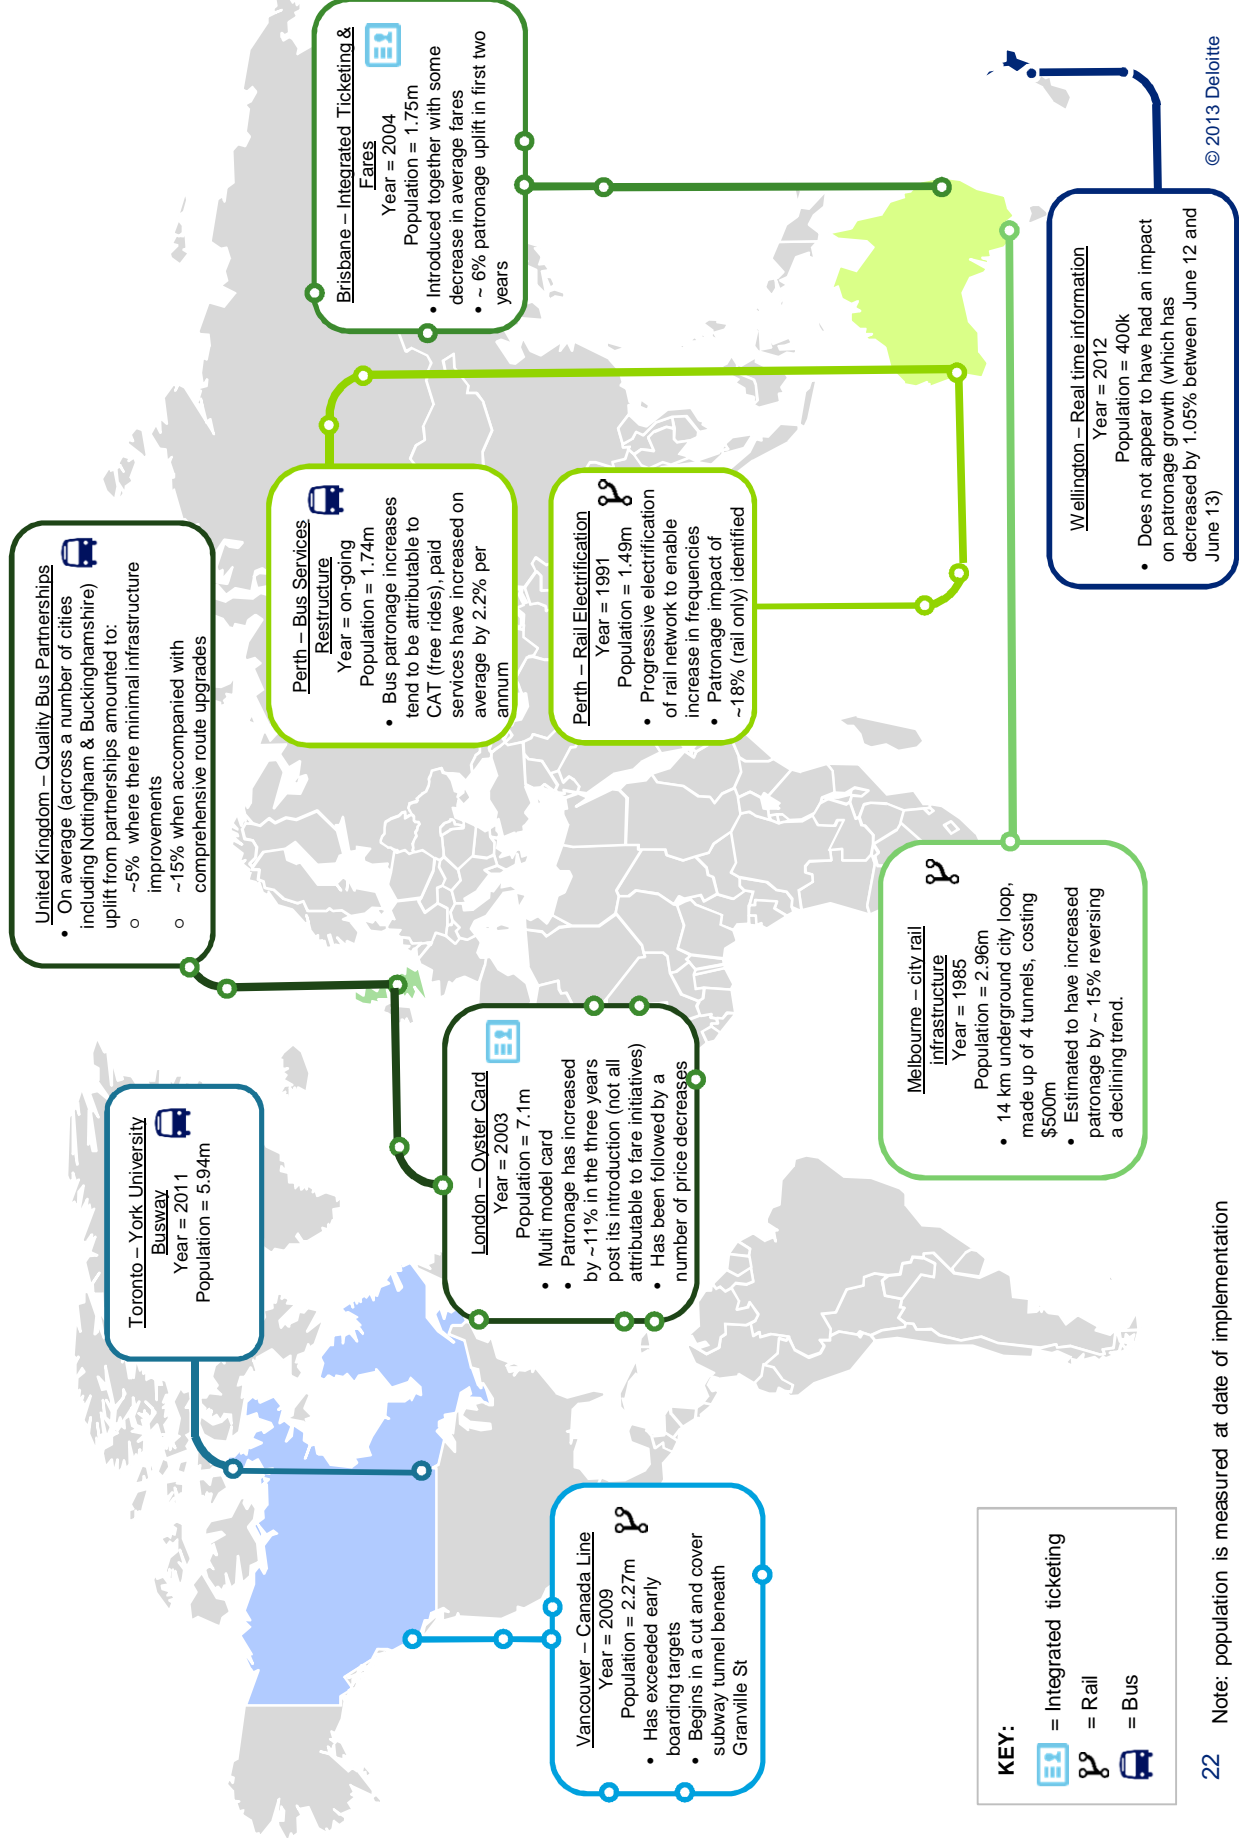 Toronto – York University
Busway
Year = 2011
Population = 5.94m
United Kingdom – Quality Bus Partnerships
• On average (across a number of cities
including Nottingham & Buckinghamshire)
uplift from partnerships amounted to:
○ ~5% where there minimal infrastructure
improvements
○ ~15% when accompanied with
comprehensive route upgrades
Brisbane – Integrated Ticketing &
Fares
Year = 2004
Population = 1.75m
• Introduced together with some
decrease in average fares
• ~ 6% patronage uplift in first two
years
Perth – Bus Services
Restructure
Year = on-going
Population = 1.74m
• Bus patronage increases
tend to be attributable to
CAT (free rides), paid
services have increased on
average by 2.2% per
annum
London – Oyster Card
Year = 2003
Population = 7.1m
• Multi model card
• Patronage has increased
by ~11% in the three years
post its introduction (not all
attributable to fare initiatives)
• Has been followed by a
number of price decreases
Vancouver – Canada Line
Year = 2009
Population = 2.27m
• Has exceeded early
boarding targets
• Begins in a cut and cover
subway tunnel beneath
Granville St
Perth – Rail Electrification
Year = 1991
Population = 1.49m
• Progressive electrification
of rail network to enable
increase in frequencies
• Patronage impact of
~18% (rail only) identified
Melbourne – city rail
infrastructure
Year = 1985
Population = 2.96m
• 14 km underground city loop,
made up of 4 tunnels, costing
$500m
• Estimated to have increased
patronage by ~ 15% reversing
a declining trend.
Wellington – Real time information
Year = 2012
Population = 400k
• Does not appear to have had an impact
on patronage growth (which has
decreased by 1.05% between June 12 and
June 13)
KEY:
= Integrated ticketing
= Rail
= Bus
22 Note: population is measured at date of implementation
© 2013 Deloitte